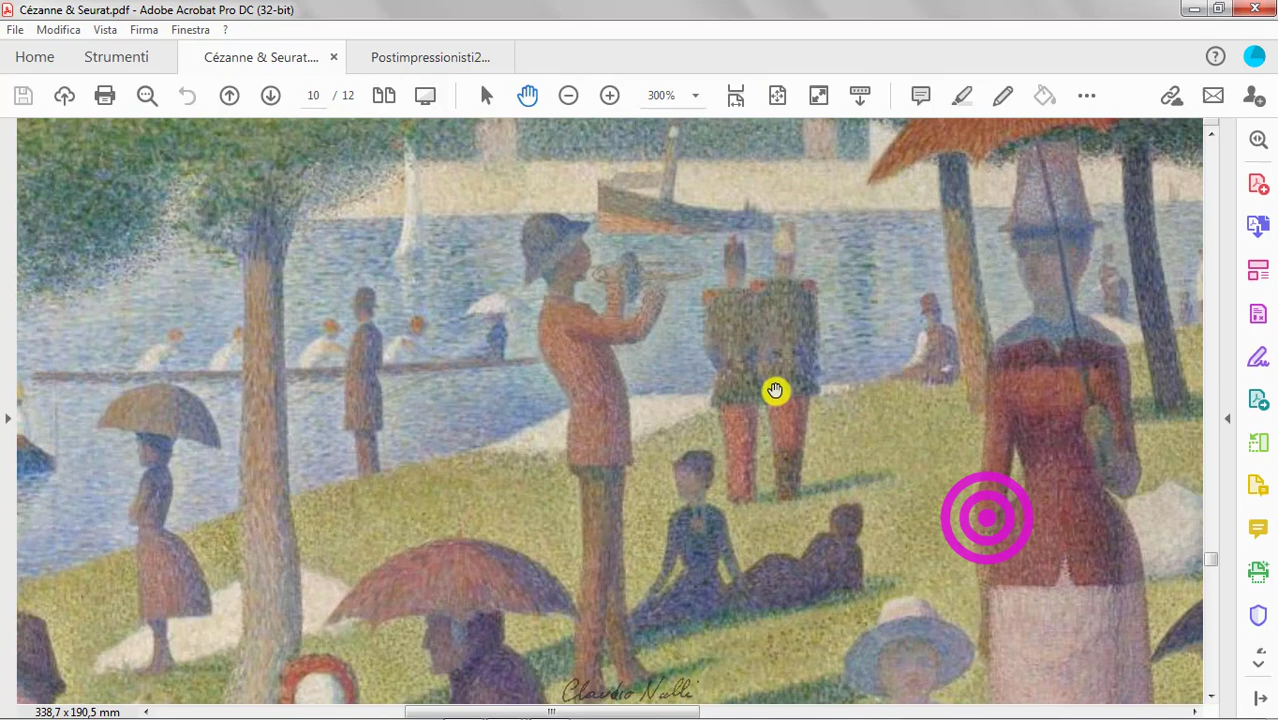 Cézanne & Seurat.pdf - Adobe Acrobat Pro DC (32-bit)
File Modifica Vista Firma Finestra ?
Home Strumenti Cézanne & Seurat.... × Postimpressionisti2...
10 / 12 300%
Claudio Nalli
338,7 x 190,5 mm